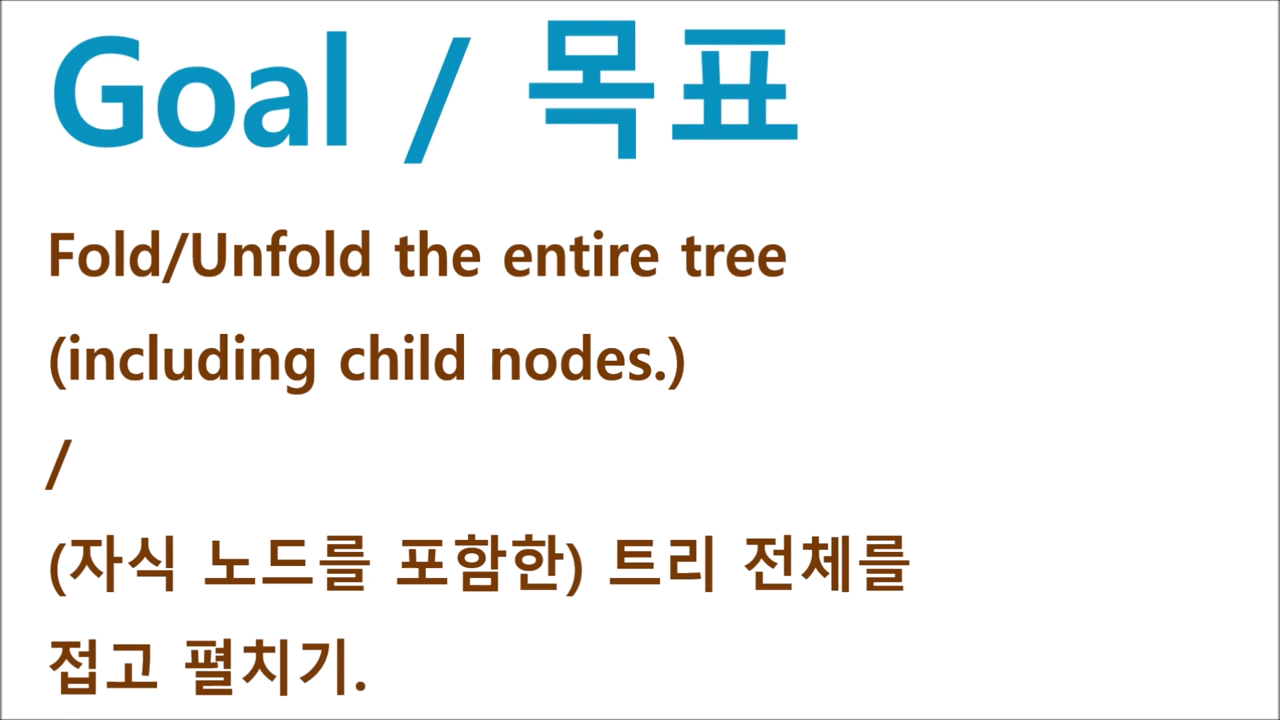 Goal / 목표
Fold/Unfold the entire tree
(including child nodes.)
/
(자식 노드를 포함한) 트리 전체를
접고 펼치기.